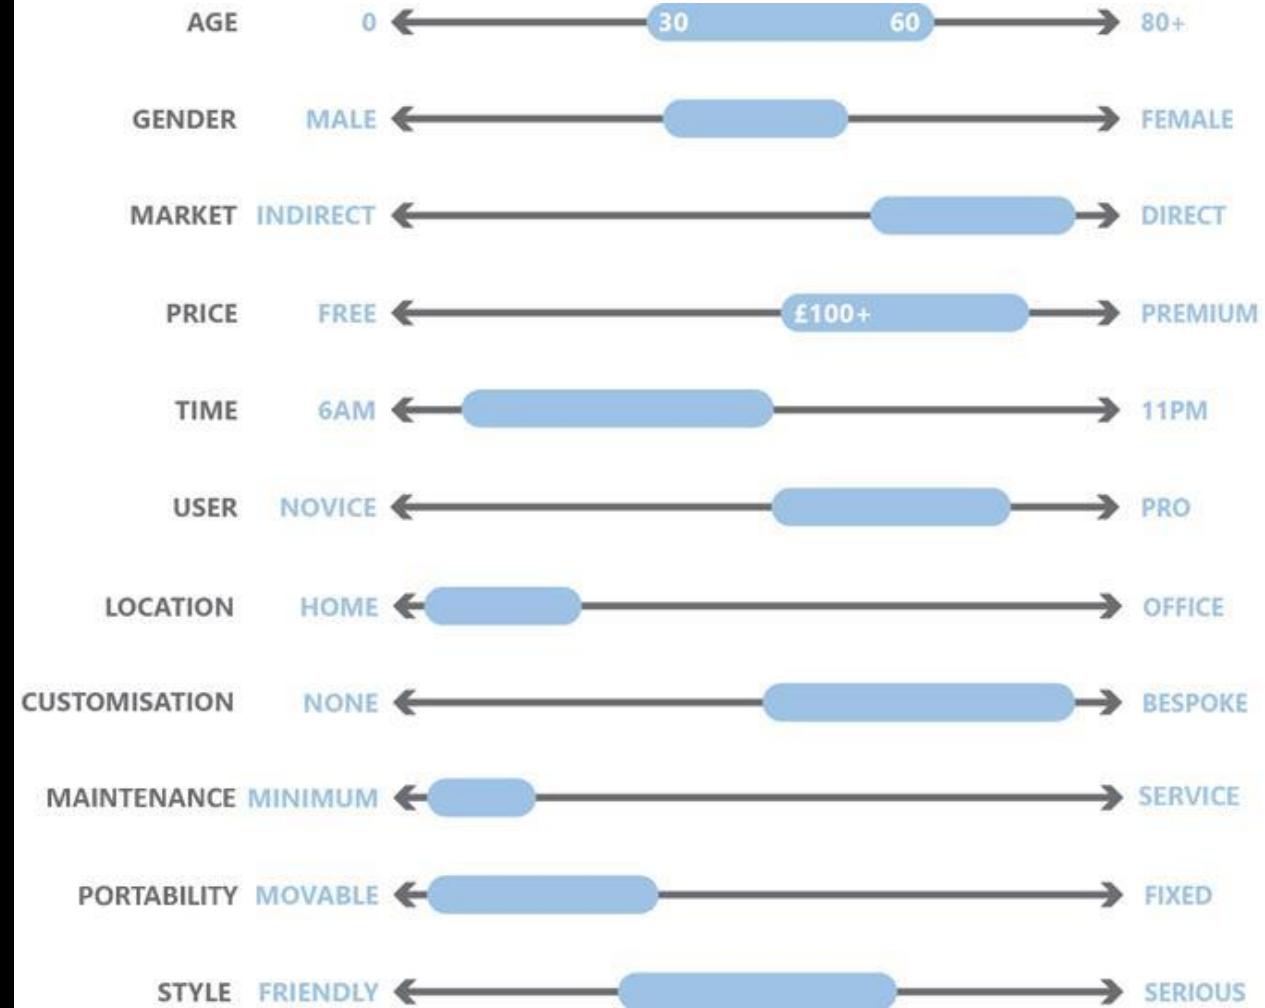 AGE 0 30 60 80+
GENDER MALE FEMALE
MARKET INDIRECT DIRECT
PRICE FREE £100+ PREMIUM
TIME 6AM 11PM
USER NOVICE PRO
LOCATION HOME OFFICE
CUSTOMISATION NONE BESPOKE
MAINTENANCE MINIMUM SERVICE
PORTABILITY MOVABLE FIXED
STYLE FRIENDLY SERIOUS